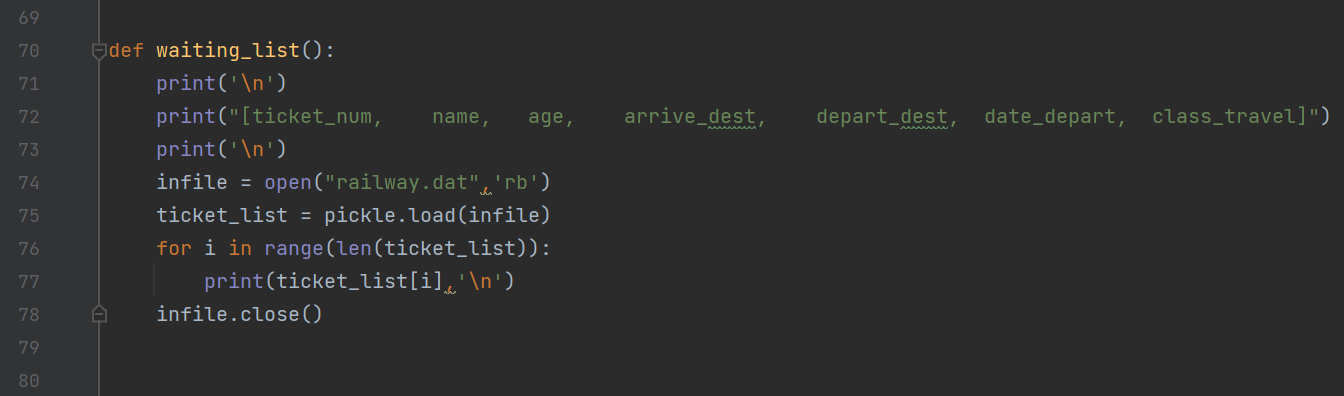 69
70 def waiting_list():
71     print('\n')
72     print("[ticket_num,    name,   age,    arrive_dest,    depart_dest,  date_depart,  class_travel]")
73     print('\n')
74     infile = open("railway.dat",'rb')
75     ticket_list = pickle.load(infile)
76     for i in range(len(ticket_list)):
77         print(ticket_list[i],'\n')
78     infile.close()
79
80